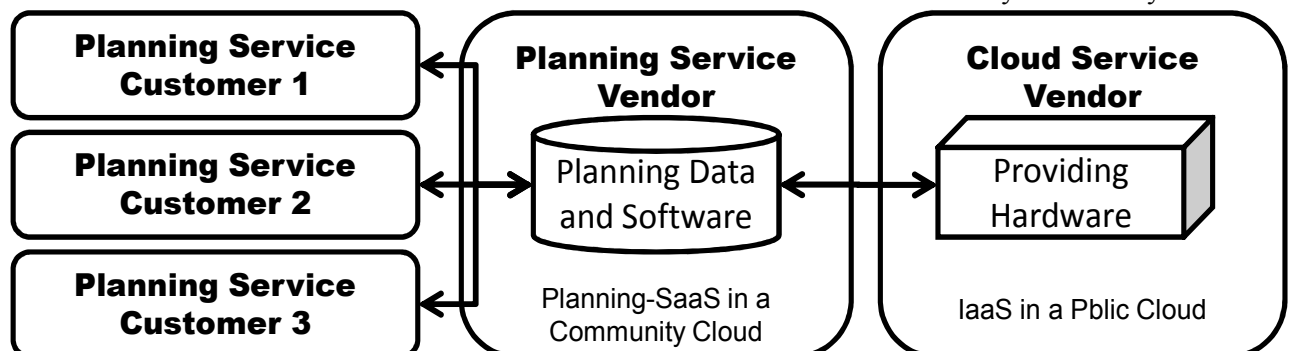 Planning Service
Customer 1
Planning Service
Customer 2
Planning Service
Customer 3
Planning Service
Vendor
Planning Data
and Software
Planning-SaaS in a
Community Cloud
Cloud Service
Vendor
Providing
Hardware
IaaS in a Pblic Cloud